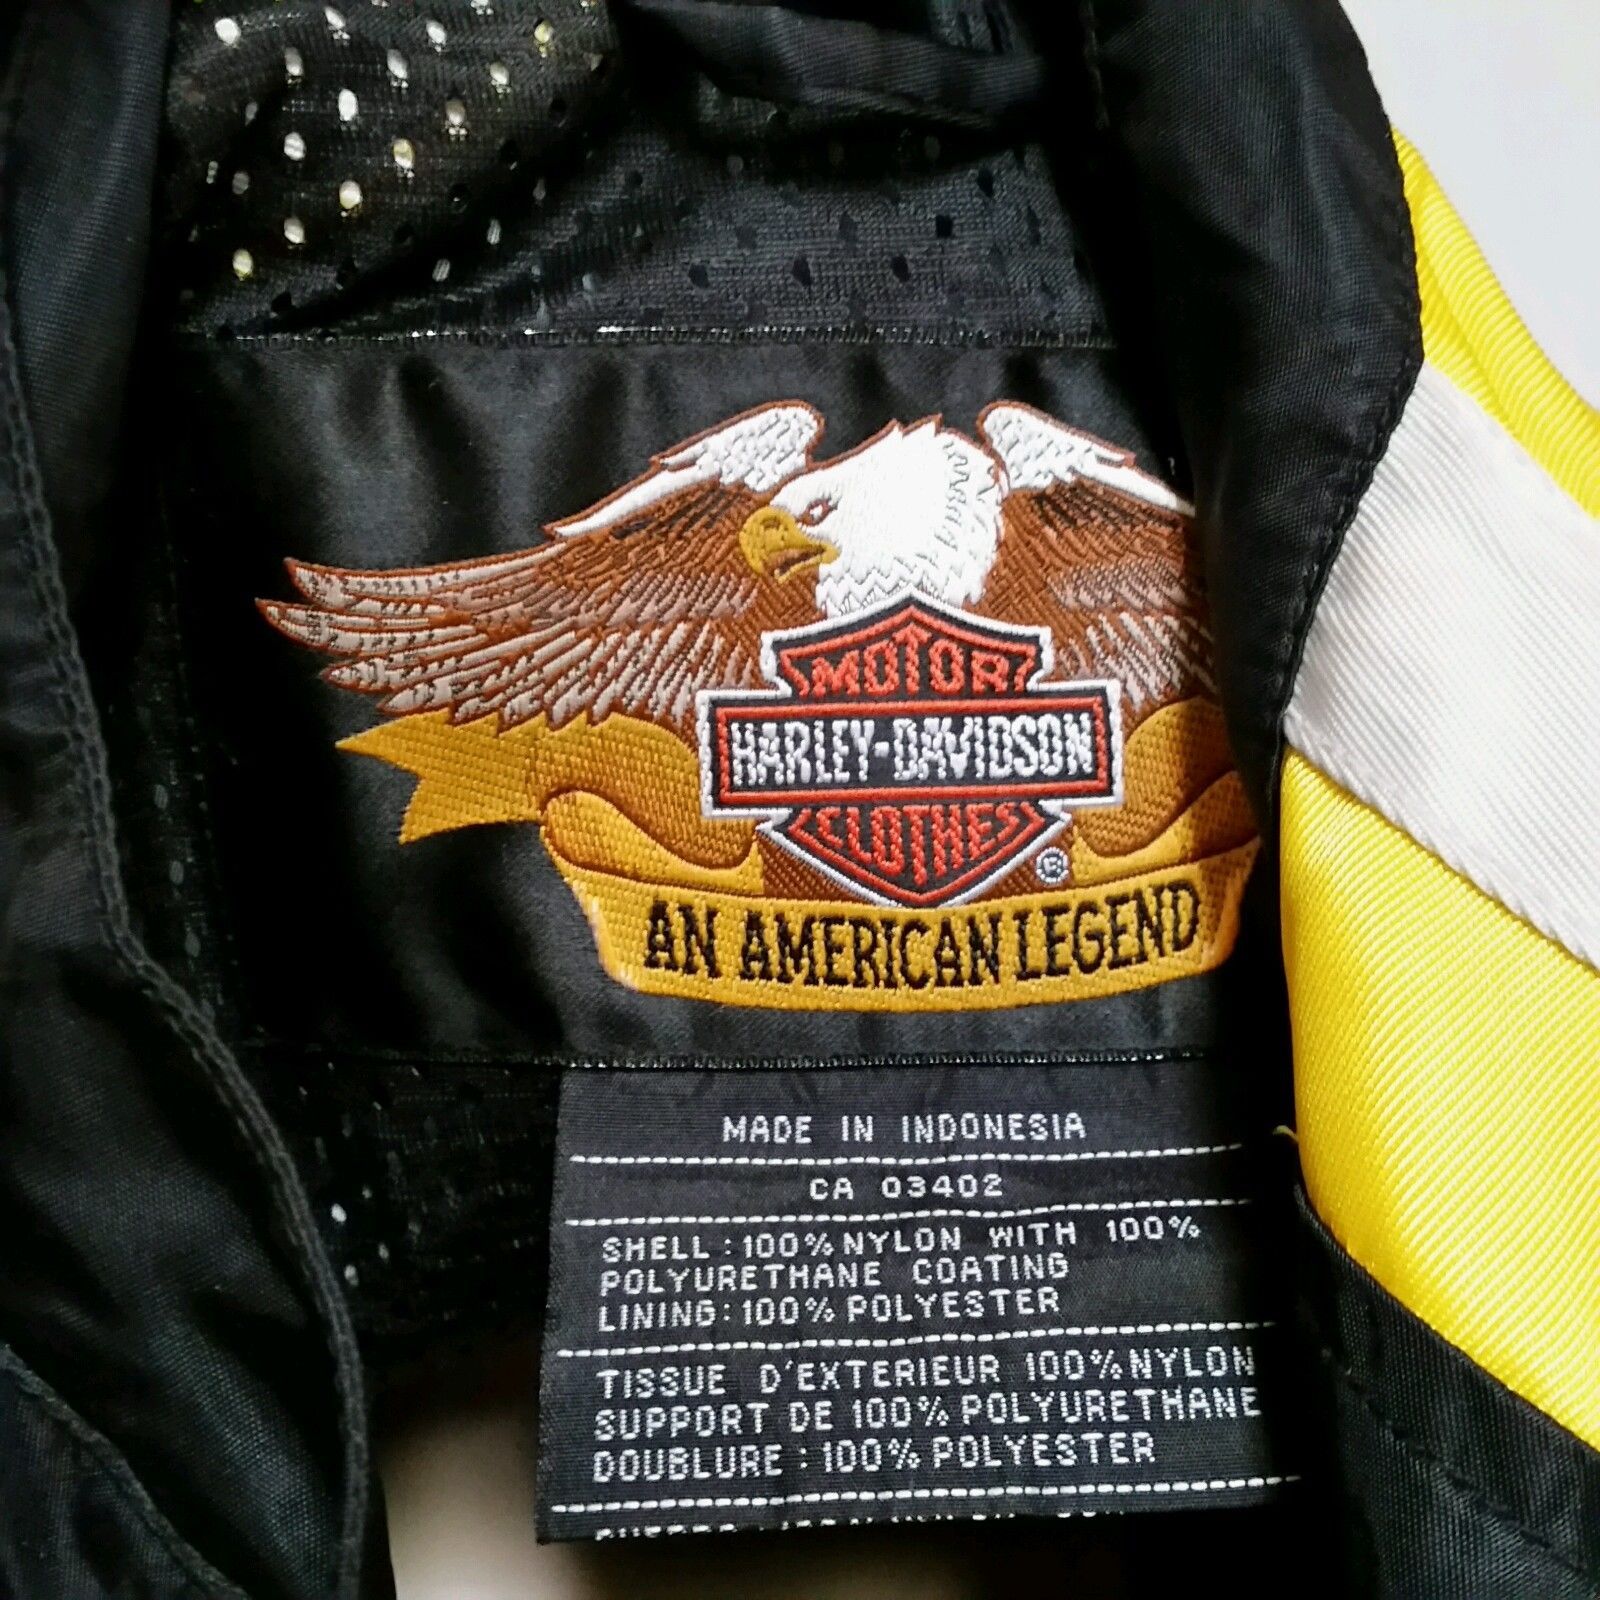 MOTOR
HARLEY-DAVIDSON
CLOTHES
®
AN AMERICAN LEGEND
MADE IN INDONESIA
CA 03402
SHELL : 100% NYLON WITH 100%
POLYURETHANE COATING
LINING : 100% POLYESTER
TISSUE D'EXTERIEUR 100% NYLON
SUPPORT DE 100% POLYURETHANE
DOUBLURE : 100% POLYESTER